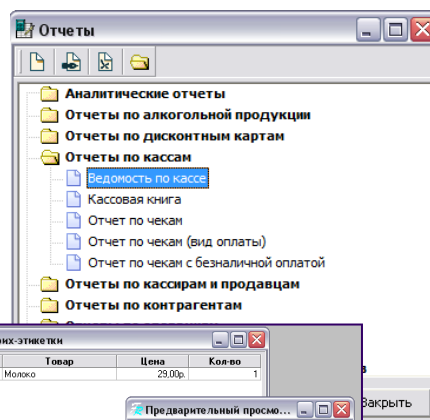 Отчеты
Аналитические отчеты
Отчеты по алкогольной продукции
Отчеты по дисконтным картам
Отчеты по кассам
Ведомость по кассе
Кассовая книга
Отчет по чекам
Отчет по чекам (вид оплаты)
Отчет по чекам с безналичной оплатой
Отчеты по кассирам и продавцам
Отчеты по контрагентам
их-этикетки
Товар Цена Кол-во
Молоко 29,00р. 1
Закрыть
Предварительный просмо...